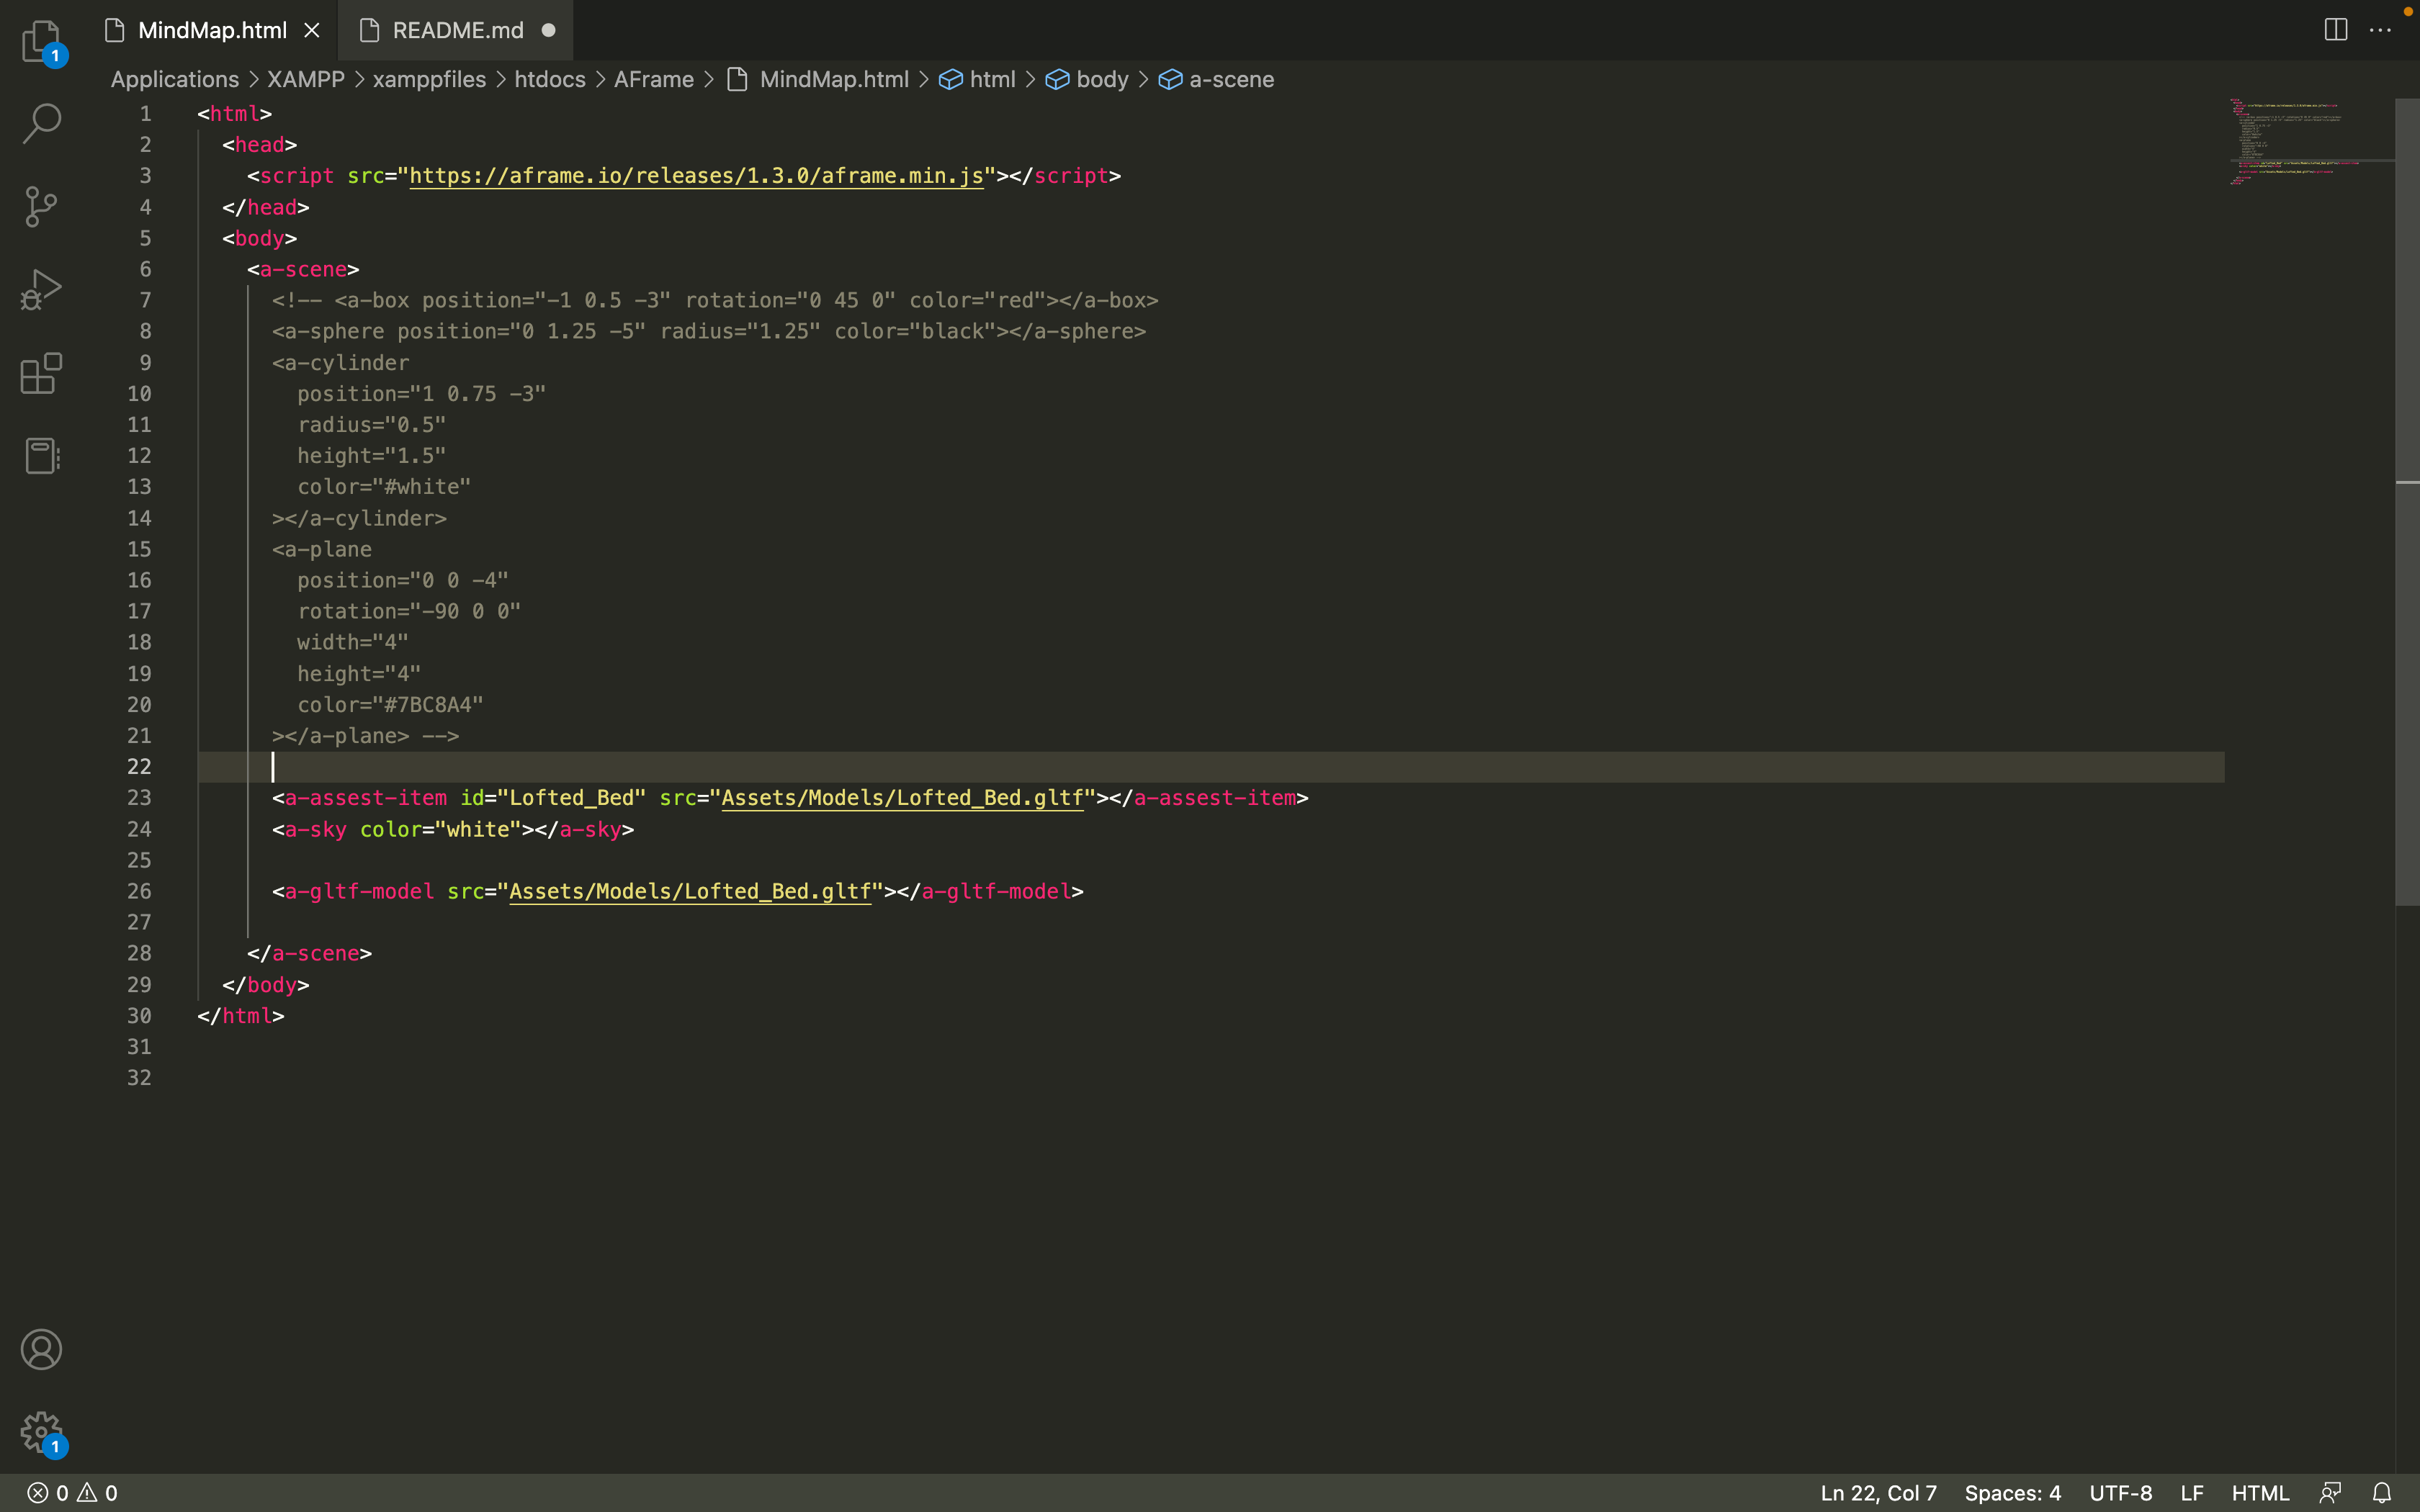 MindMap.html
README.md
Applications > XAMPP > xamppfiles > htdocs > AFrame > MindMap.html > html > body > a-scene
1 <html>
2 <head>
3 <script src="https://aframe.io/releases/1.3.0/aframe.min.js"></script>
4 </head>
5 <body>
6 <a-scene>
7 <!-- <a-box position="-1 0.5 -3" rotation="0 45 0" color="red"></a-box>
8 <a-sphere position="0 1.25 -5" radius="1.25" color="black"></a-sphere>
9 <a-cylinder
10 position="1 0.75 -3"
11 radius="0.5"
12 height="1.5"
13 color="#white"
14 ></a-cylinder>
15 <a-plane
16 position="0 0 -4"
17 rotation="-90 0 0"
18 width="4"
19 height="4"
20 color="#7BC8A4"
21 ></a-plane> -->
22
23 <a-assest-item id="Lofted_Bed" src="Assets/Models/Lofted_Bed.gltf"></a-assest-item>
24 <a-sky color="white"></a-sky>
25
26 <a-gltf-model src="Assets/Models/Lofted_Bed.gltf"></a-gltf-model>
27
28 </a-scene>
29 </body>
30 </html>
31
32
1
1
0 0
Ln 22, Col 7 Spaces: 4 UTF-8 LF HTML